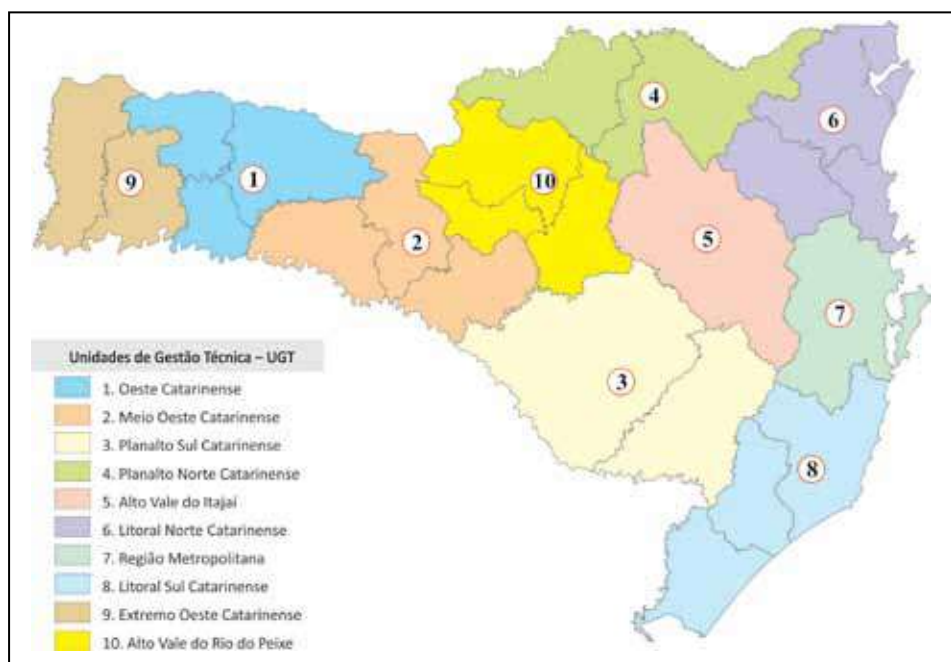 4
6
9
1
10
2
5
7
3
8
Unidades de Gestão Técnica – UGT
1. Oeste Catarinense
2. Meio Oeste Catarinense
3. Planalto Sul Catarinense
4. Planalto Norte Catarinense
5. Alto Vale do Itajaí
6. Litoral Norte Catarinense
7. Região Metropolitana
8. Litoral Sul Catarinense
9. Extremo Oeste Catarinense
10. Alto Vale do Rio do Peixe